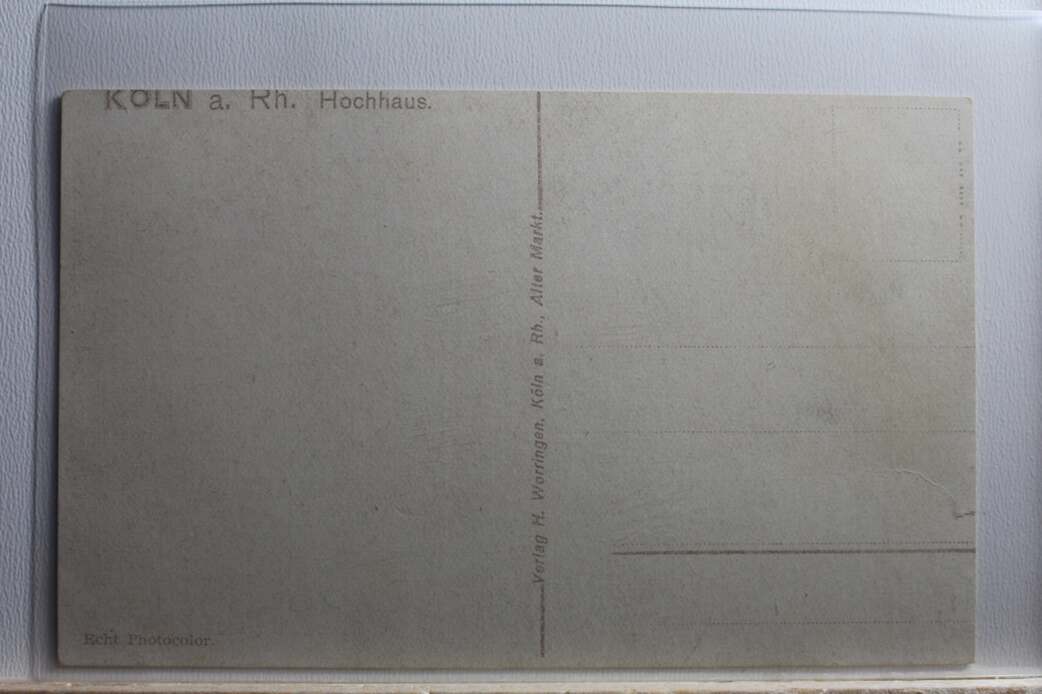 KÖLN a. Rh. Hochhaus.
Verlag H. Worringen, Köln a. Rh., Alter Markt.
Echt Photocolor.